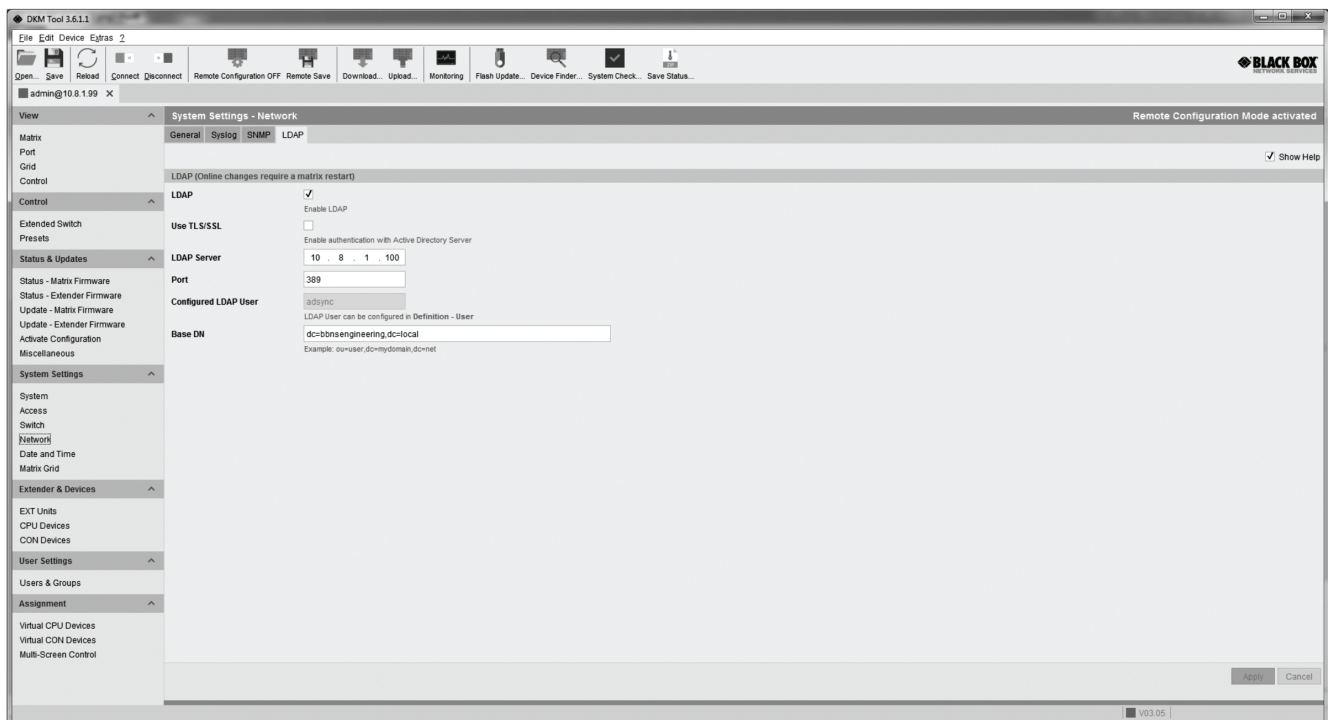 DKM Tool 3.6.1.1
File Edit Device Extras ?
Open... Save Reload Connect Disconnect Remote Configuration OFF Remote Save Download... Upload... Monitoring Flash Update... Device Finder... System Check... Save Status...
BLACK BOX
NETWORK SERVICES
admin@10.8.1.99 X
View
Matrix
Port
Grid
Control
Control
Extended Switch
Presets
Status & Updates
Status - Matrix Firmware
Status - Extender Firmware
Update - Matrix Firmware
Update - Extender Firmware
Activate Configuration
Miscellaneous
System Settings
System
Access
Switch
Network
Date and Time
Matrix Grid
Extender & Devices
EXT Units
CPU Devices
CON Devices
User Settings
Users & Groups
Assignment
Virtual CPU Devices
Virtual CON Devices
Multi-Screen Control
System Settings - Network
Remote Configuration Mode activated
General Syslog SNMP LDAP
Show Help
LDAP (Online changes require a matrix restart)
LDAP
Enable LDAP
Use TLS/SSL
Enable authentication with Active Directory Server
LDAP Server 10 . 8 . 1 . 100
Port 389
Configured LDAP User adsync
LDAP User can be configured in Definition - User
Base DN dc=bbnsengineering,dc=local
Example: ou=user,dc=mydomain,dc=net
Apply Cancel
V03.05